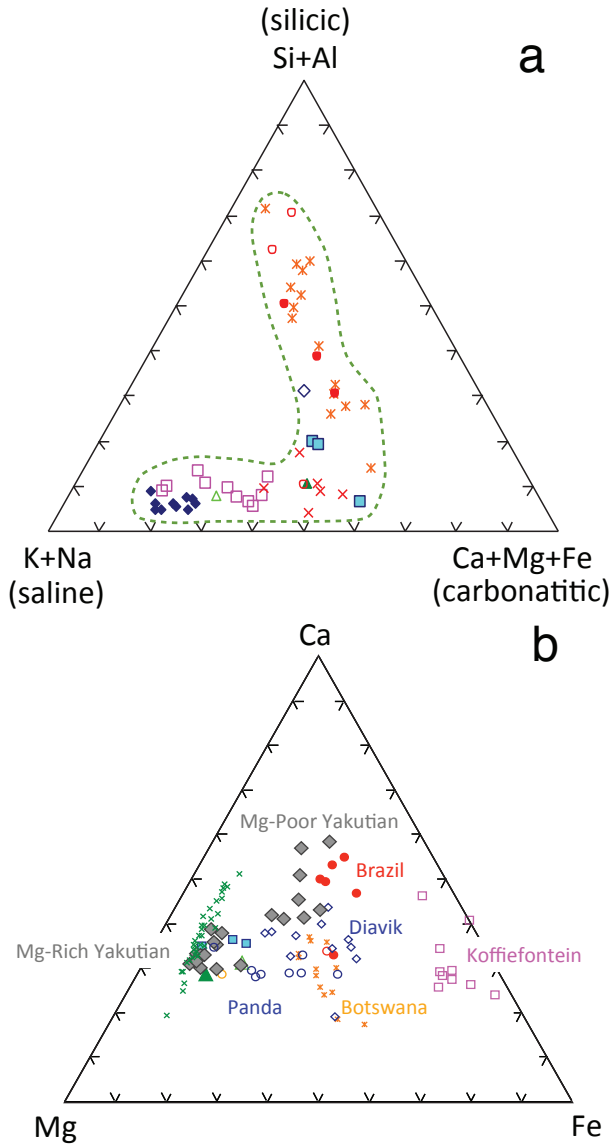 (silicic)
Si+Al
a
K+Na
(saline)
Ca+Mg+Fe
(carbonatitic)
b
Ca
Mg-Poor Yakutian
Brazil
Diavik
Mg-Rich Yakutian
Koffiefontein
Panda
Botswana
Mg
Fe